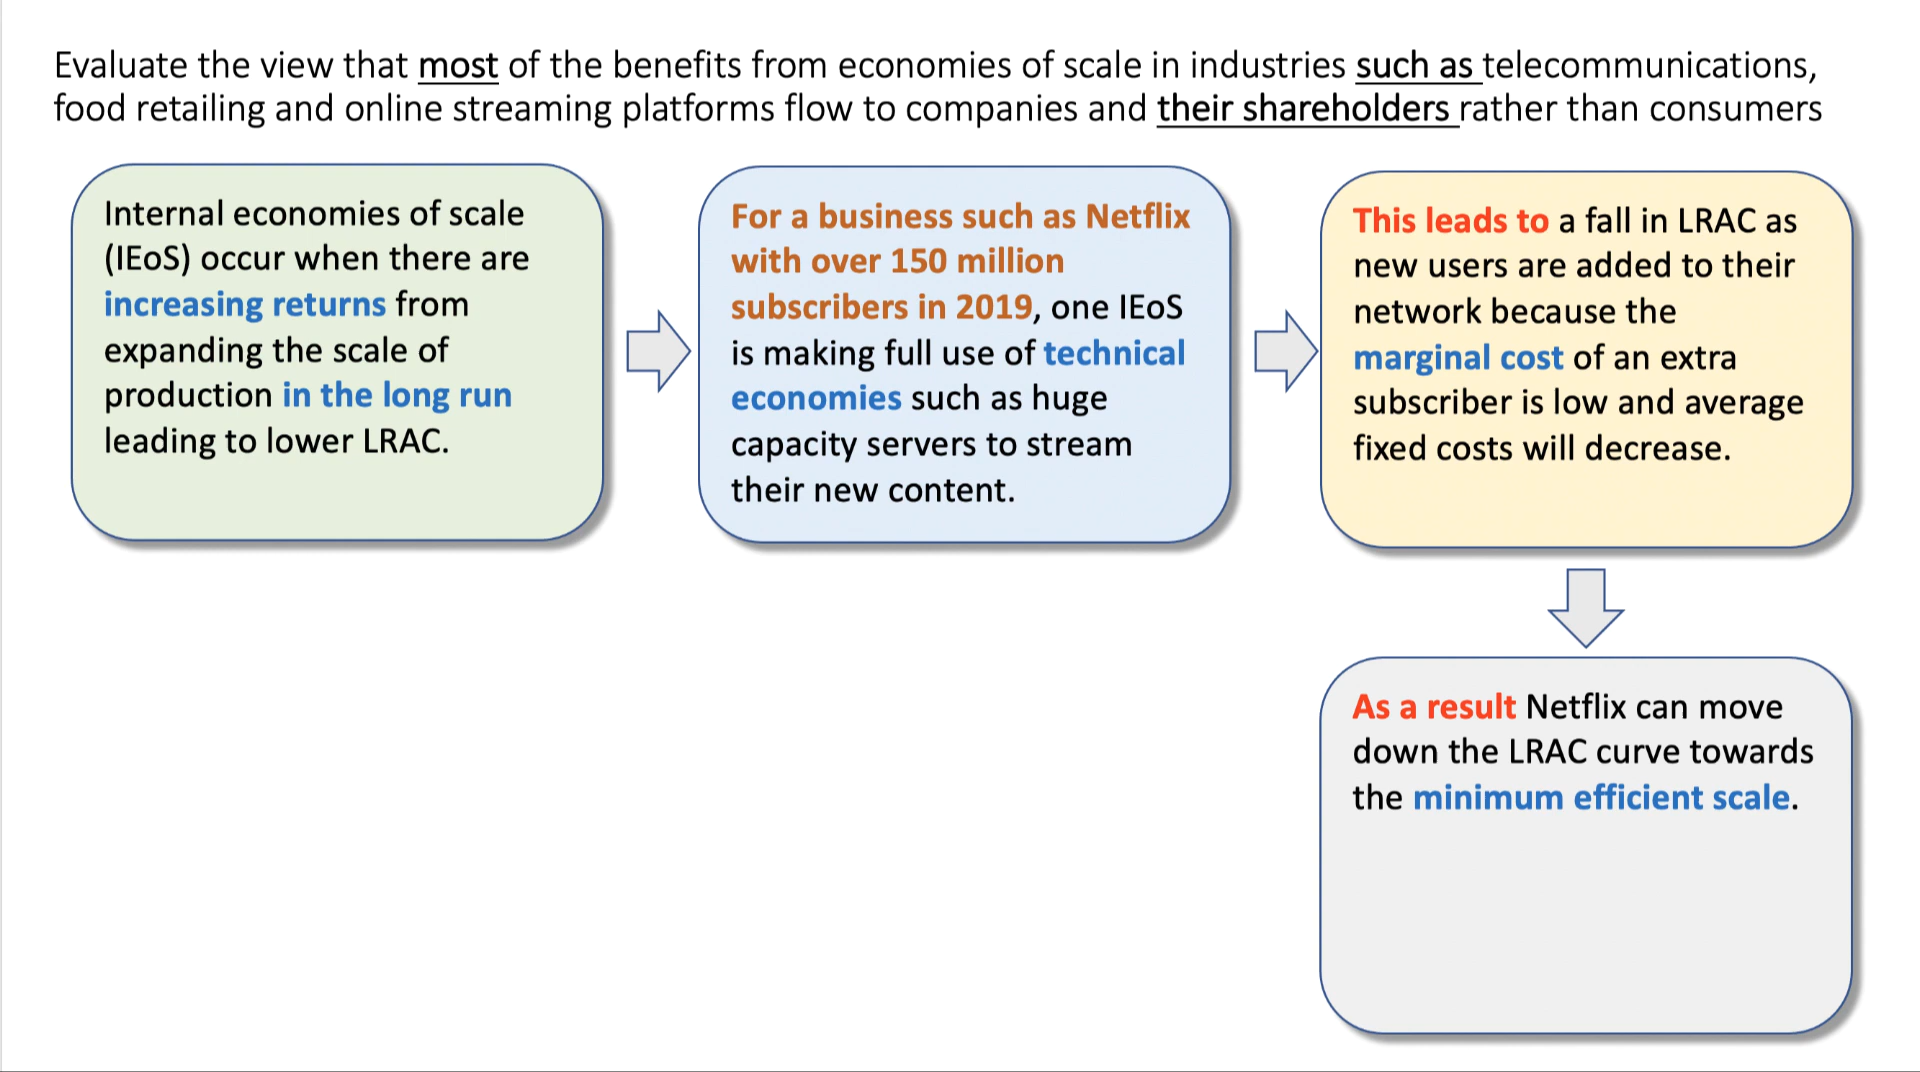 Evaluate the view that most of the benefits from economies of scale in industries such as telecommunications,
food retailing and online streaming platforms flow to companies and their shareholders rather than consumers
Internal economies of scale
(IEoS) occur when there are
increasing returns from
expanding the scale of
production in the long run
leading to lower LRAC.
For a business such as Netflix
with over 150 million
subscribers in 2019, one IEoS
is making full use of technical
economies such as huge
capacity servers to stream
their new content.
This leads to a fall in LRAC as
new users are added to their
network because the
marginal cost of an extra
subscriber is low and average
fixed costs will decrease.
As a result Netflix can move
down the LRAC curve towards
the minimum efficient scale.